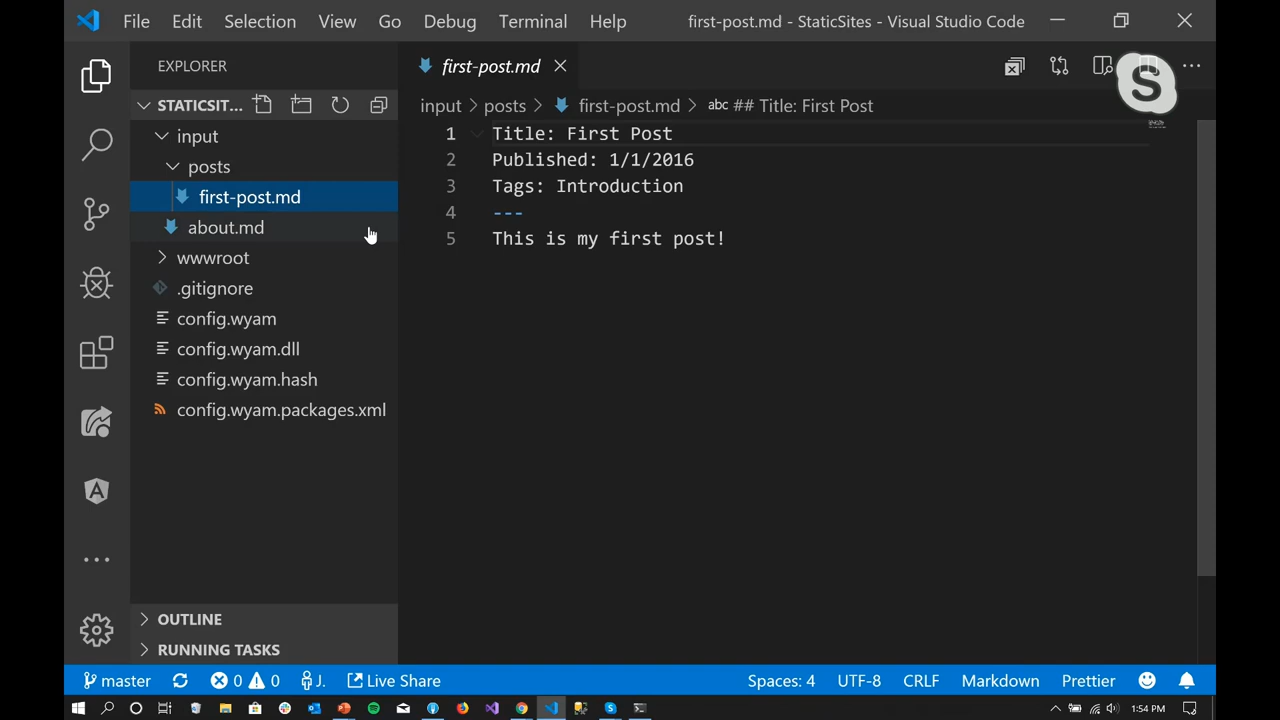 File Edit Selection View Go Debug Terminal Help first-post.md - StaticSites - Visual Studio Code
EXPLORER
first-post.md
STATICSIT...
input > posts > first-post.md > abc ## Title: First Post
input
posts
first-post.md
about.md
wwwroot
.gitignore
config.wyam
config.wyam.dll
config.wyam.hash
config.wyam.packages.xml
1 Title: First Post
2 Published: 1/1/2016
3 Tags: Introduction
4 ---
5 This is my first post!
OUTLINE
RUNNING TASKS
master 0 0 J. Live Share Spaces: 4 UTF-8 CRLF Markdown Prettier
1:54 PM